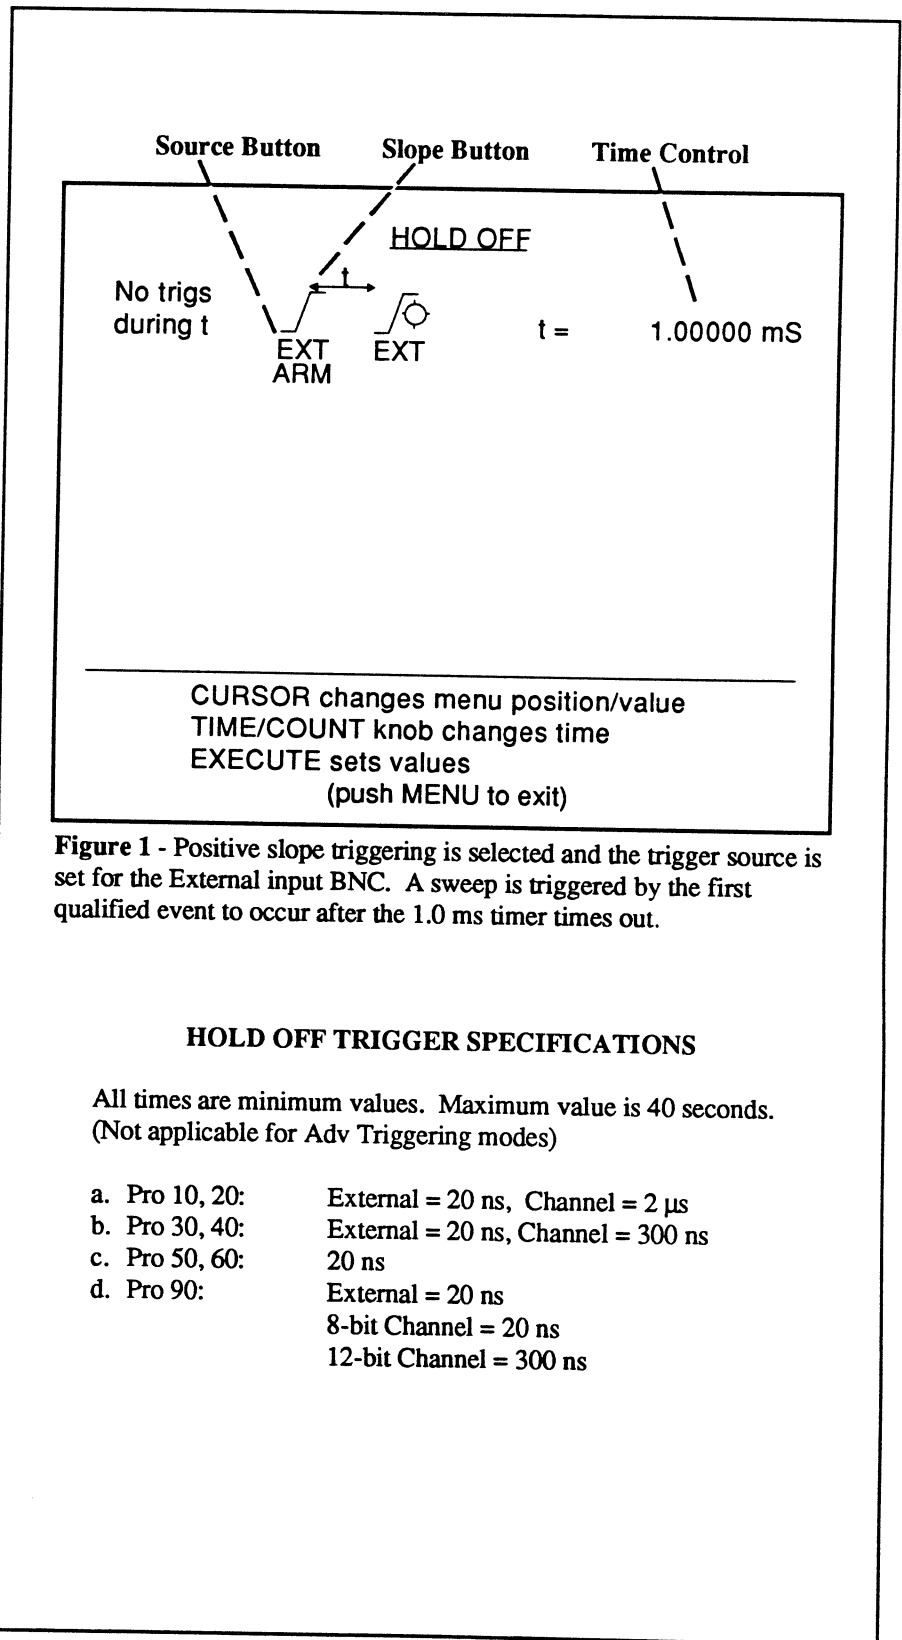 Source Button Slope Button Time Control
HOLD OFF
t
No trigs
during t
EXT
ARM
EXT
t = 1.00000 mS
CURSOR changes menu position/value
TIME/COUNT knob changes time
EXECUTE sets values
(push MENU to exit)
Figure 1 - Positive slope triggering is selected and the trigger source is
set for the External input BNC. A sweep is triggered by the first
qualified event to occur after the 1.0 ms timer times out.
HOLD OFF TRIGGER SPECIFICATIONS
All times are minimum values. Maximum value is 40 seconds.
(Not applicable for Adv Triggering modes)
a. Pro 10, 20: External = 20 ns, Channel = 2 µs
b. Pro 30, 40: External = 20 ns, Channel = 300 ns
c. Pro 50, 60: 20 ns
d. Pro 90: External = 20 ns
8-bit Channel = 20 ns
12-bit Channel = 300 ns